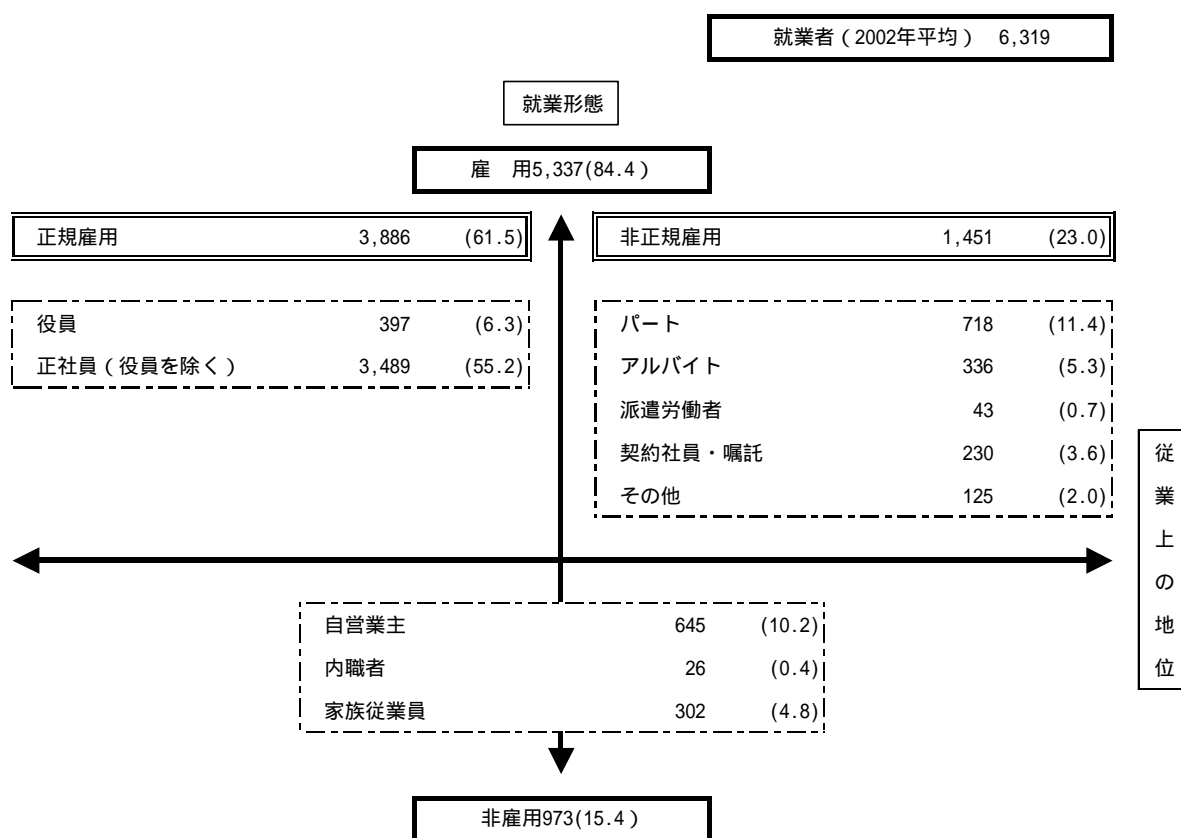 就業者（2002年平均）　6,319
就業形態
雇　用5,337(84.4）
正規雇用 3,886 (61.5)
非正規雇用 1,451 (23.0)
役員 397 (6.3)
正社員（役員を除く） 3,489 (55.2)
パート 718 (11.4)
アルバイト 336 (5.3)
派遣労働者 43 (0.7)
契約社員・嘱託 230 (3.6)
その他 125 (2.0)
従業上の地位
自営業主 645 (10.2)
内職者 26 (0.4)
家族従業員 302 (4.8)
非雇用973(15.4）